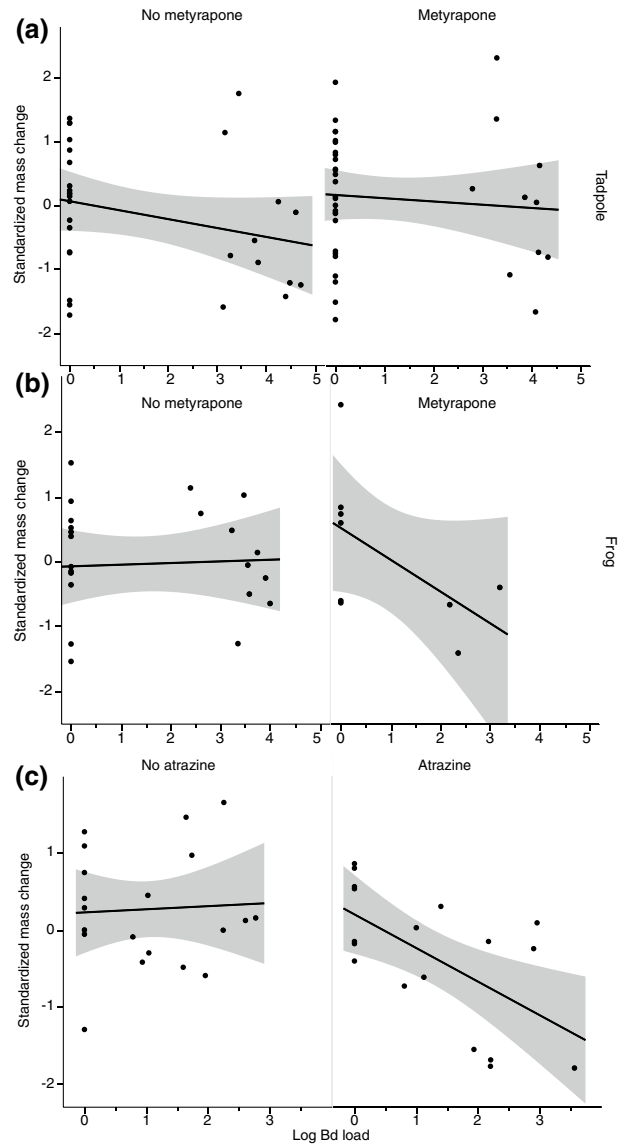 (a)
No metyrapone Metyrapone
Standardized mass change
2
1
0
-1
-2
Tadpole
0 1 2 3 4 5 0 1 2 3 4 5
(b)
No metyrapone Metyrapone
Standardized mass change
2
1
0
-1
-2
Frog
0 1 2 3 4 5 0 1 2 3 4 5
(c)
No atrazine Atrazine
Standardized mass change
1
0
-1
-2
0 1 2 3 0 1 2 3
Log Bd load